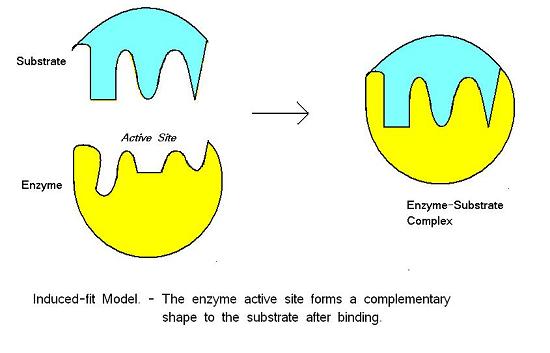 Substrate
Active Site
Enzyme
Enzyme-Substrate
Complex
Induced-fit Model. - The enzyme active site forms a complementary
shape to the substrate after binding.